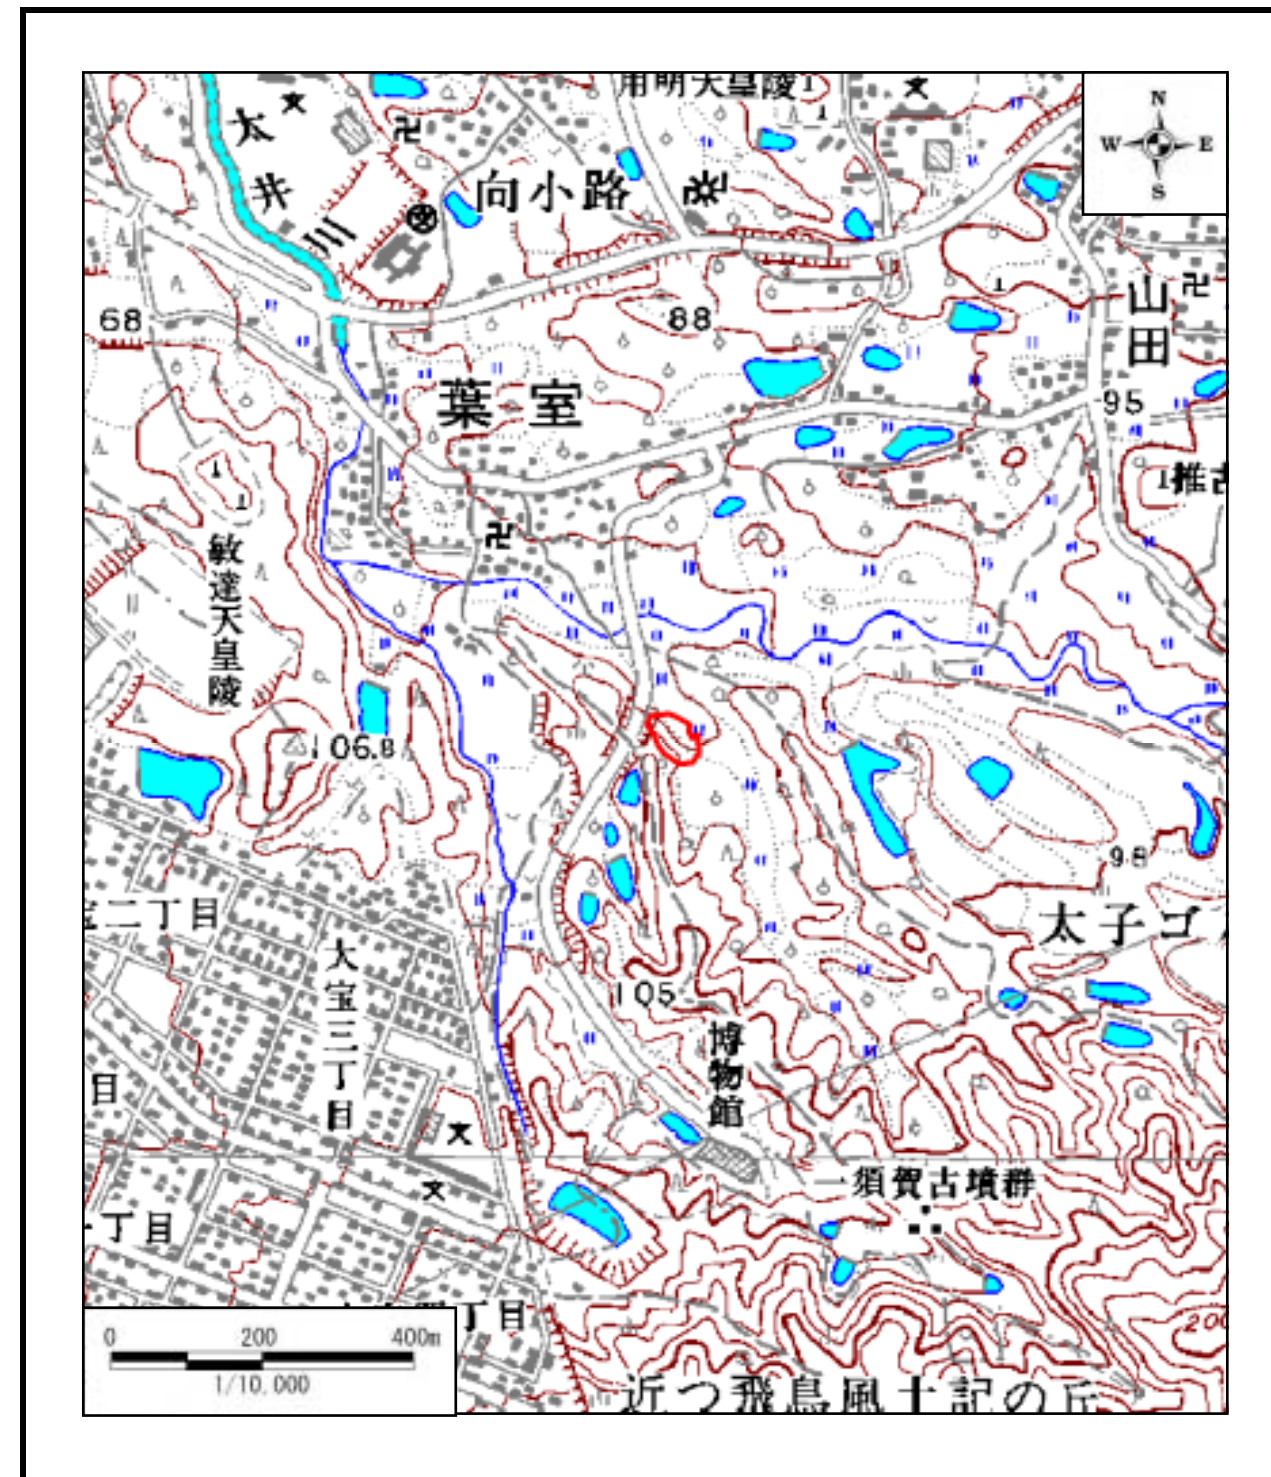 用明天皇陵
N
W E
S
太井川
向小路
山田
68
88
葉室
95
推古
敏達天皇陵
106.8
98
太子ゴ
宝二丁目
大宝三丁目
105
博物館
目
一須賀古墳群
一丁目
丁目
200
0 200 400m
1/10,000
近つ飛鳥風土記の丘